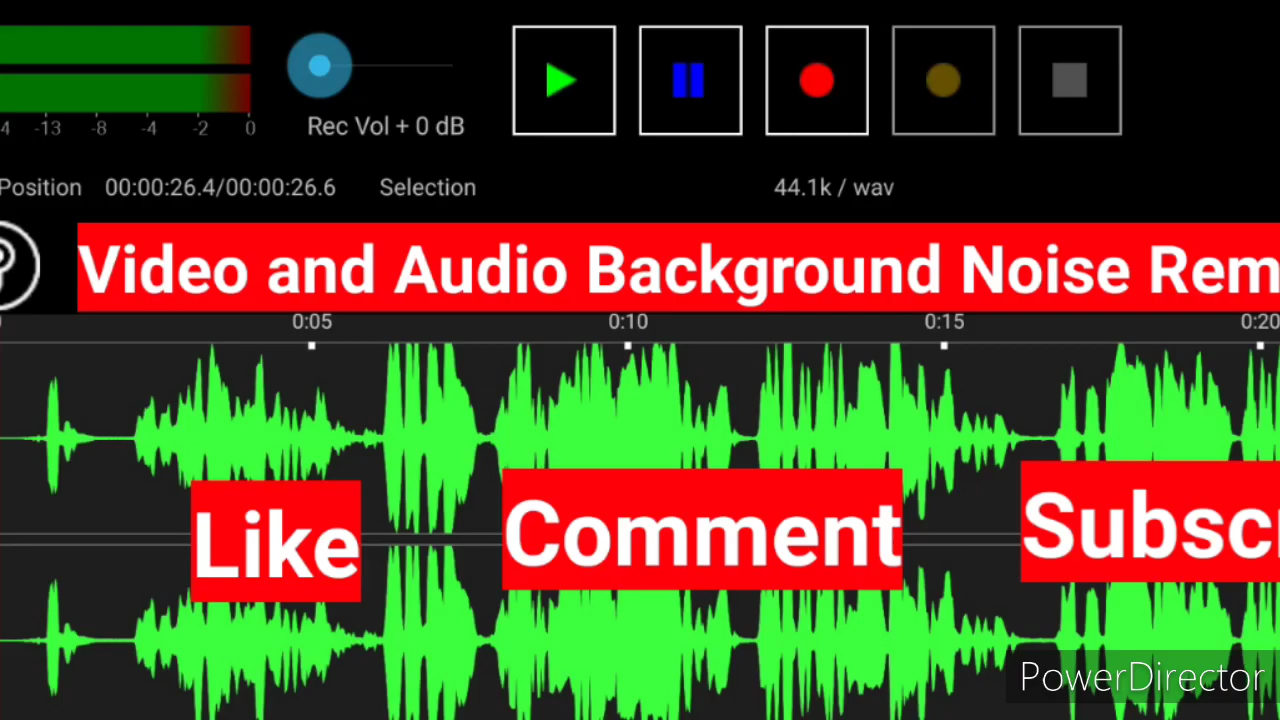 4 -13 -8 -4 -2 0
Rec Vol + 0 dB
Position 00:00:26.4/00:00:26.6 Selection 44.1k / wav
Video and Audio Background Noise Rem
0:05 0:10 0:15 0:20
Like
Comment
Subsc
PowerDirector